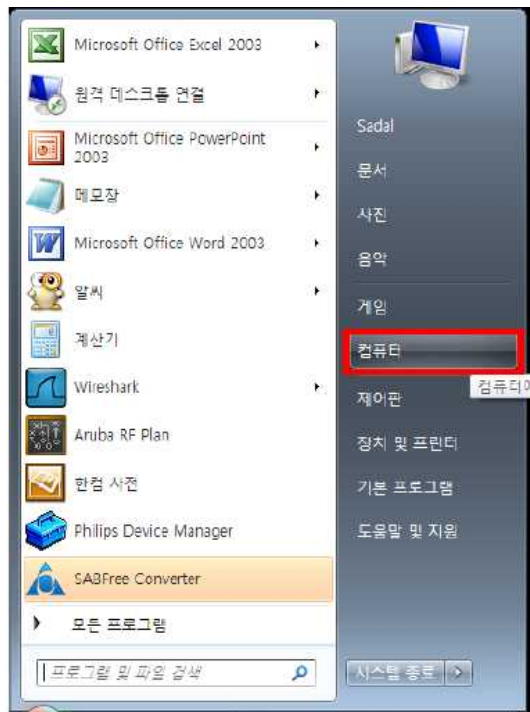 Microsoft Office Excel 2003
원격 데스크톱 연결
Microsoft Office PowerPoint
2003
메모장
Microsoft Office Word 2003
알씨
계산기
Wireshark
Aruba RF Plan
한컴 사전
Philips Device Manager
SABFree Converter
모든 프로그램
프로그램 및 파일 검색
Sadal
문서
사진
음악
게임
컴퓨터
컴퓨터에
제어판
장치 및 프린터
기본 프로그램
도움말 및 지원
시스템 종료